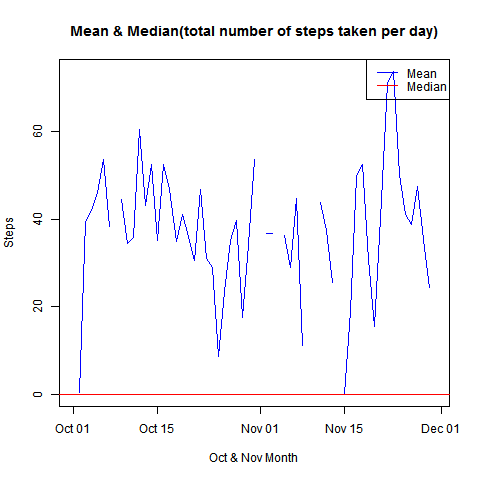 Mean & Median(total number of steps taken per day)
Mean
Median
60
40
20
0
Steps
Oct 01 Oct 15 Nov 01 Nov 15 Dec 01
Oct & Nov Month